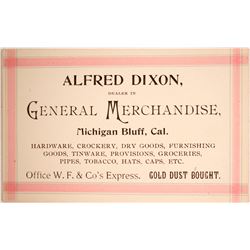 ALFRED DIXON,
DEALER IN
GENERAL MERCHANDISE,
Michigan Bluff, Cal.
HARDWARE, CROCKERY, DRY GOODS, FURNISHING
GOODS, TINWARE, PROVISIONS, GROCERIES,
PIPES, TOBACCO, HATS, CAPS, ETC.
Office W. F. & Co's Express. GOLD DUST BOUGHT.